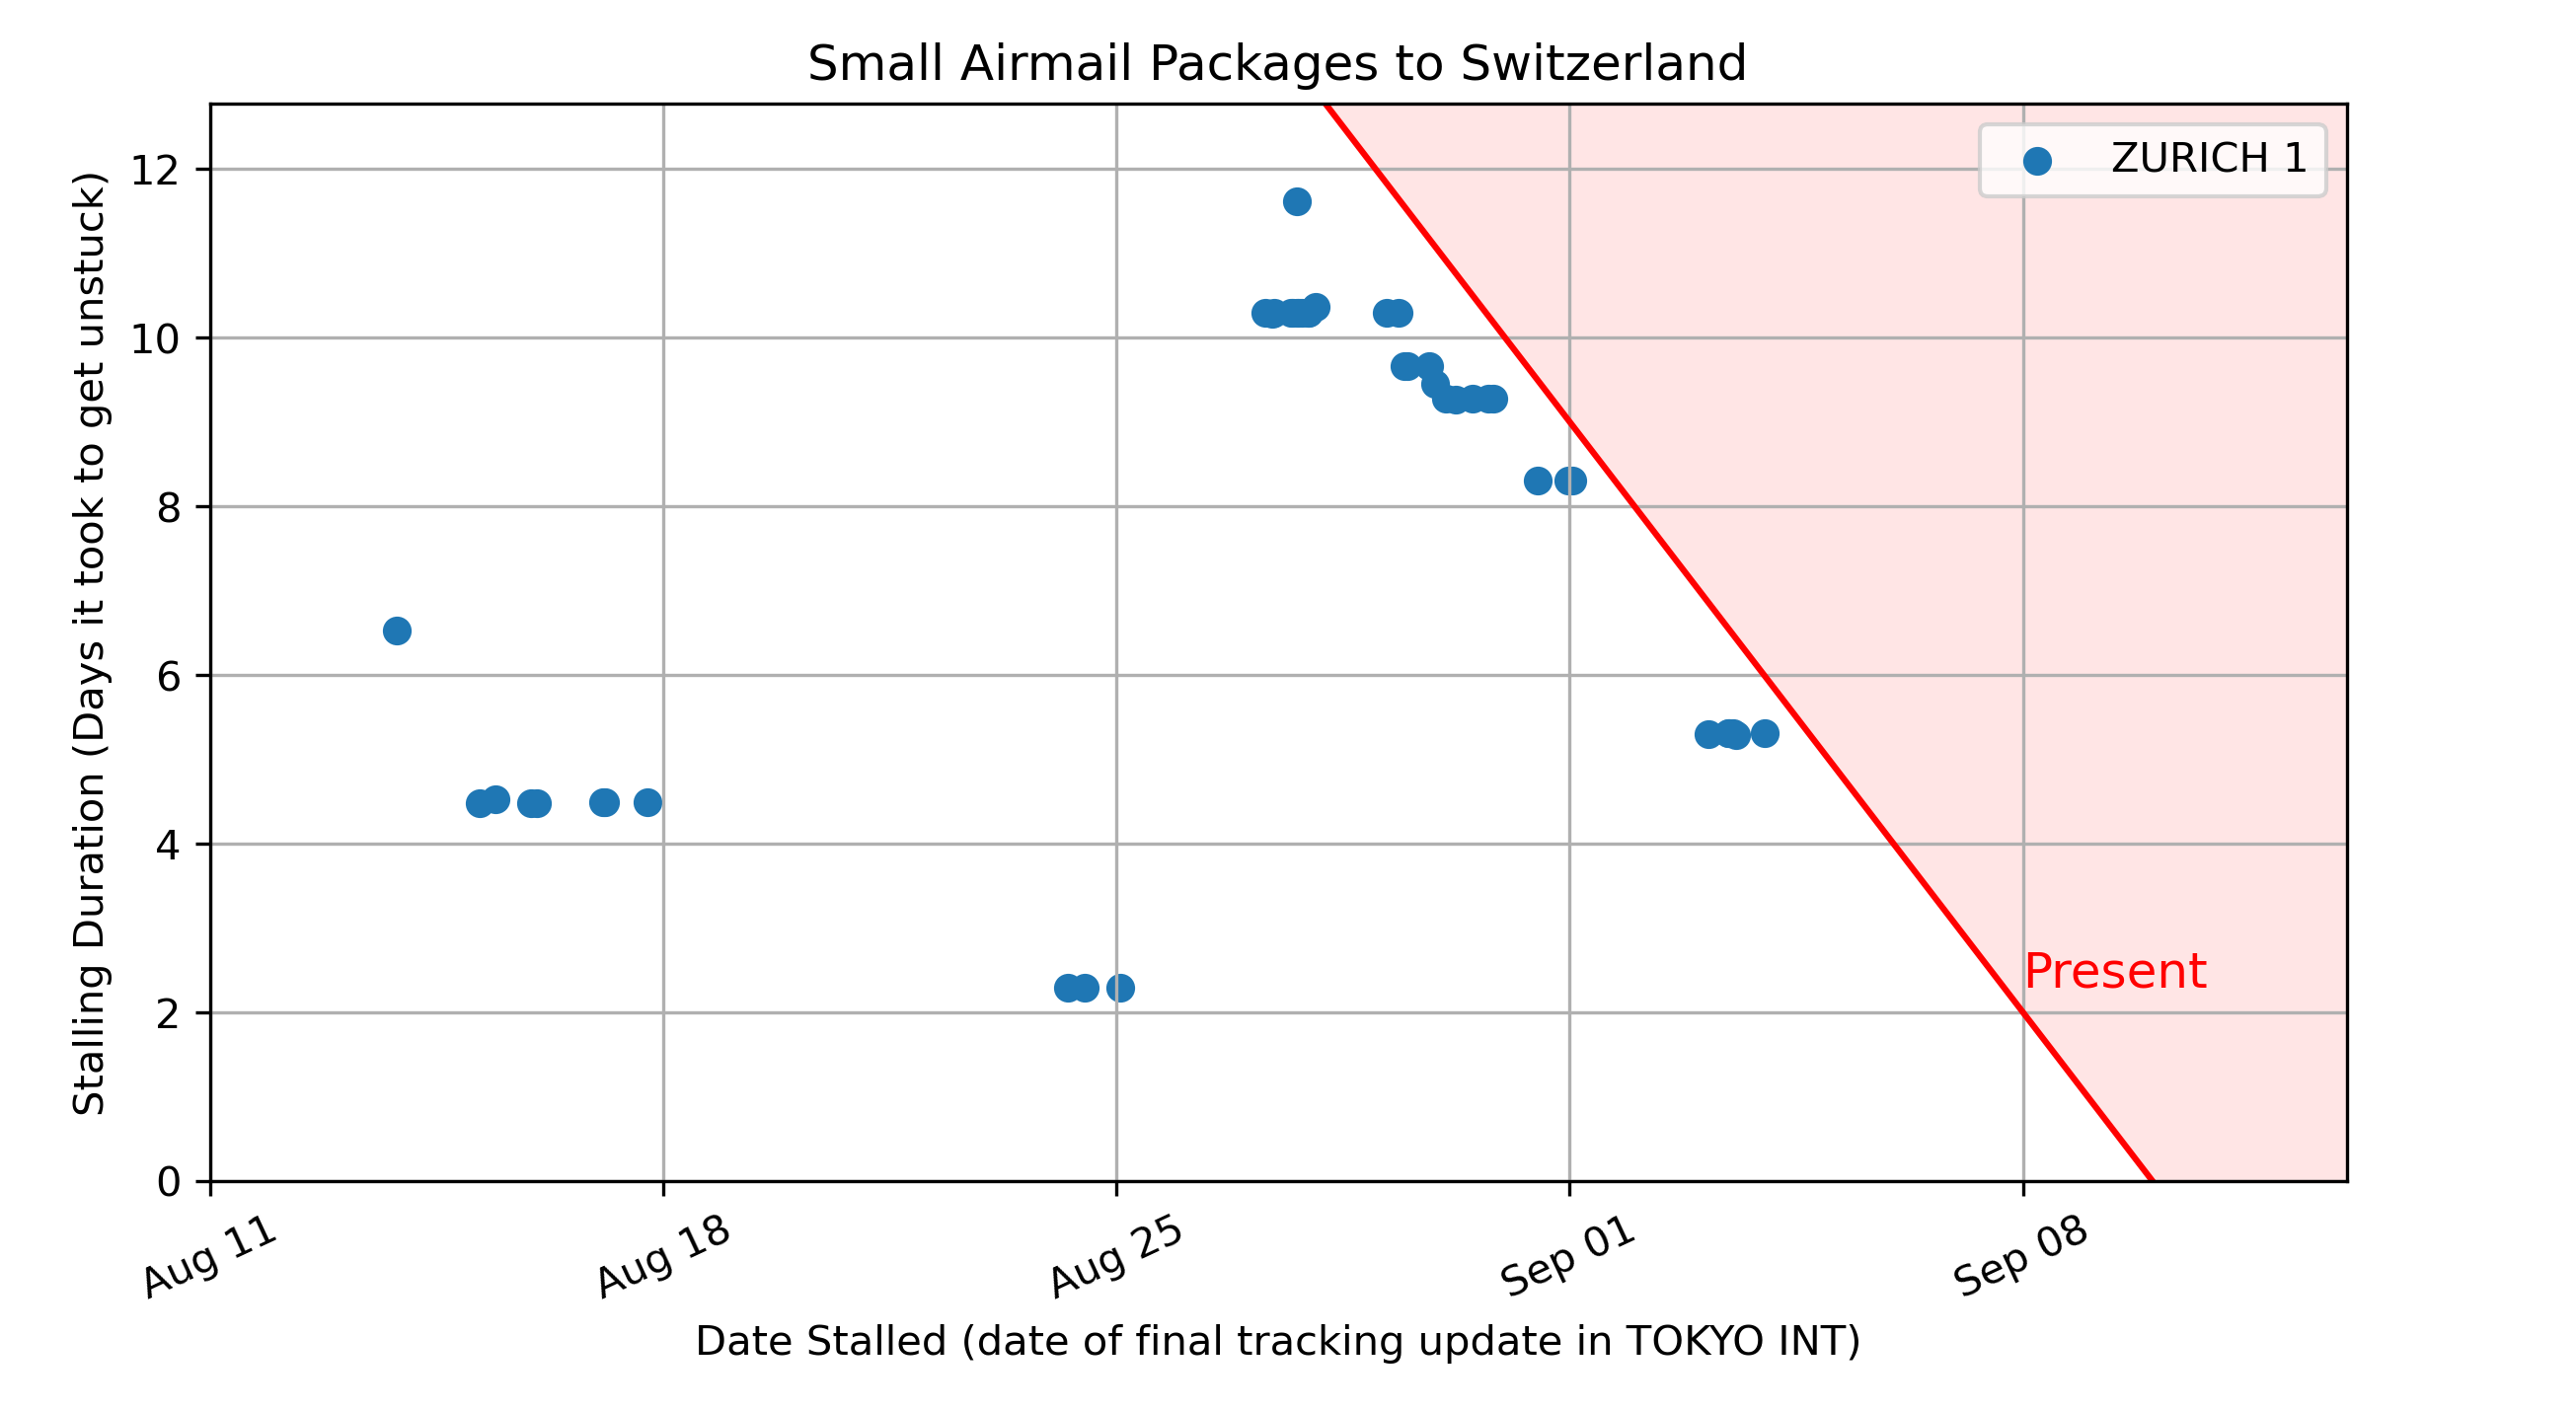 Small Airmail Packages to Switzerland
Stalling Duration (Days it took to get unstuck)
12
10
8
6
4
2
0
ZURICH 1
Present
Aug 11
Aug 18
Aug 25
Sep 01
Sep 08
Date Stalled (date of final tracking update in TOKYO INT)